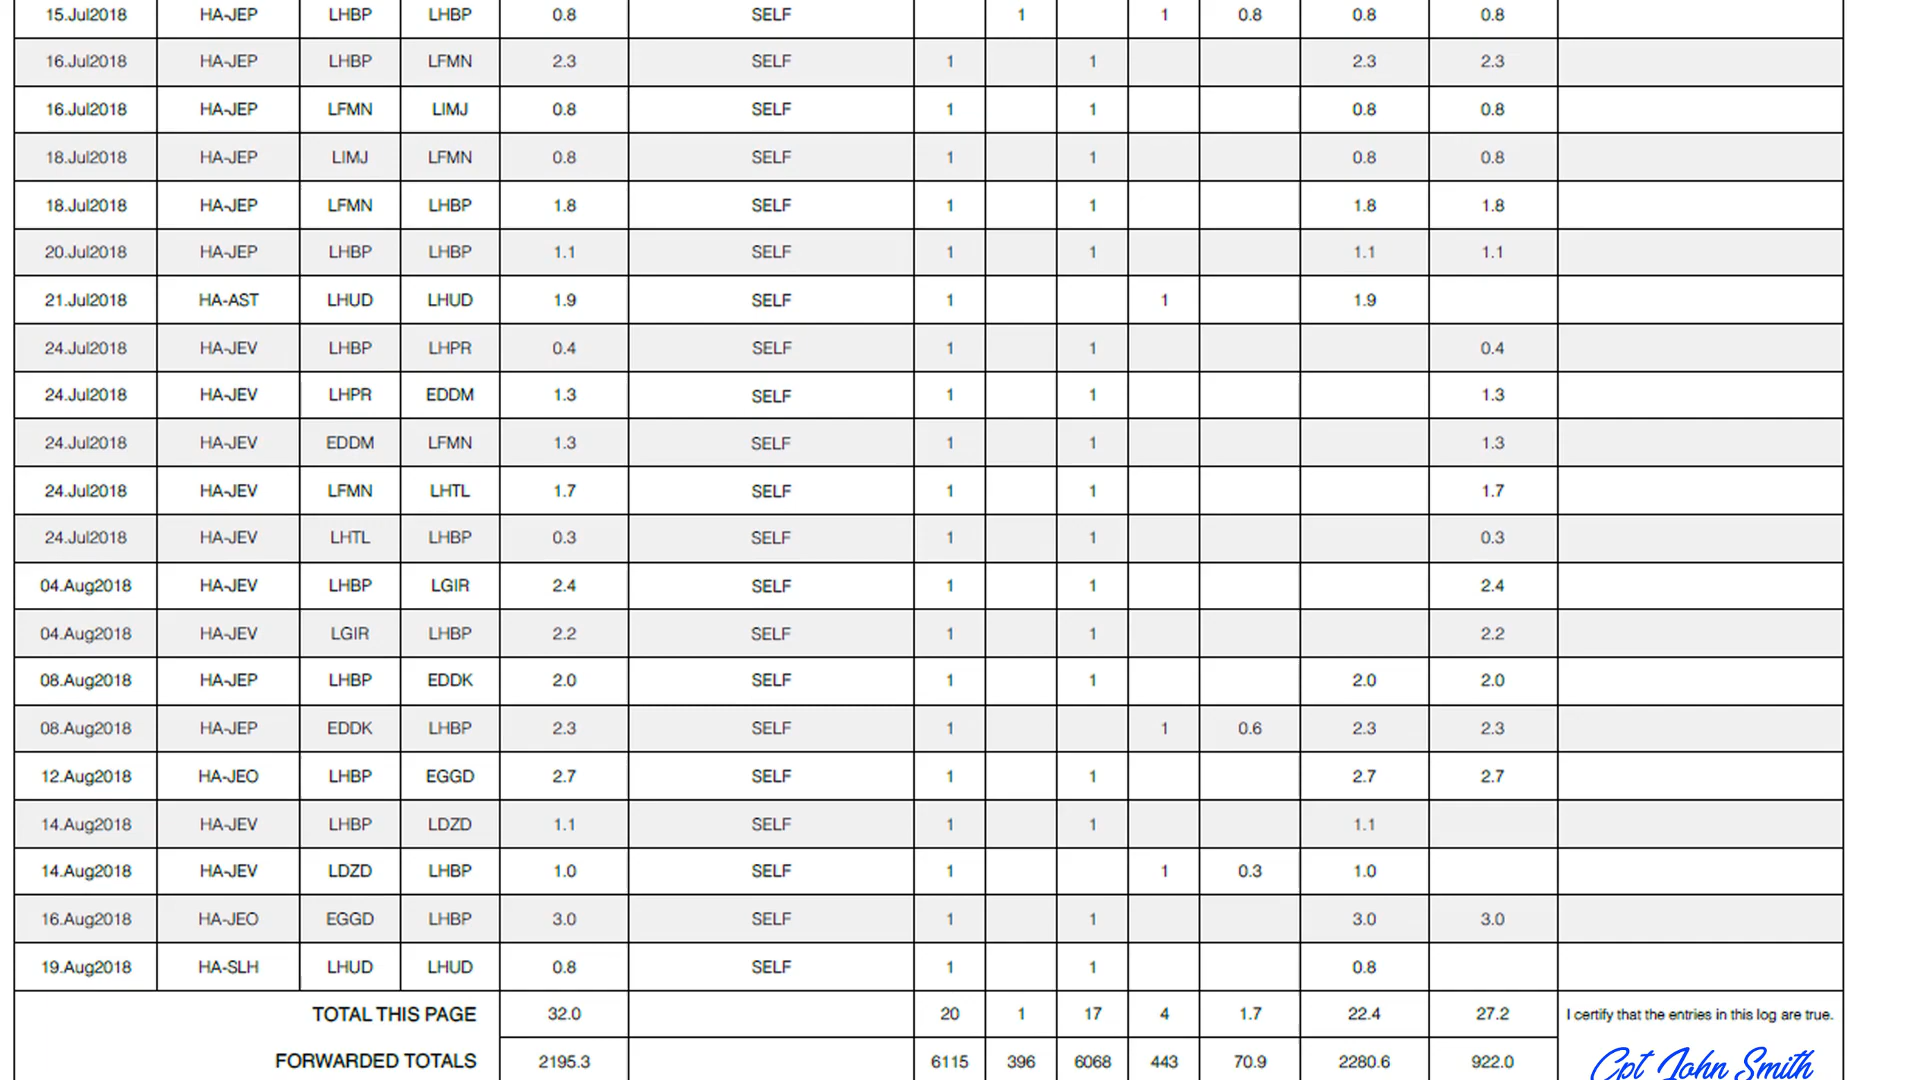 15.Jul2018 HA-JEP LHBP LHBP 0.8 SELF 1 1 0.8 0.8 0.8
16.Jul2018 HA-JEP LHBP LFMN 2.3 SELF 1 1 2.3 2.3
16.Jul2018 HA-JEP LFMN LIMJ 0.8 SELF 1 1 0.8 0.8
18.Jul2018 HA-JEP LIMJ LFMN 0.8 SELF 1 1 0.8 0.8
18.Jul2018 HA-JEP LFMN LHBP 1.8 SELF 1 1 1.8 1.8
20.Jul2018 HA-JEP LHBP LHBP 1.1 SELF 1 1 1.1 1.1
21.Jul2018 HA-AST LHUD LHUD 1.9 SELF 1 1 1.9
24.Jul2018 HA-JEV LHBP LHPR 0.4 SELF 1 1 0.4
24.Jul2018 HA-JEV LHPR EDDM 1.3 SELF 1 1 1.3
24.Jul2018 HA-JEV EDDM LFMN 1.3 SELF 1 1 1.3
24.Jul2018 HA-JEV LFMN LHTL 1.7 SELF 1 1 1.7
24.Jul2018 HA-JEV LHTL LHBP 0.3 SELF 1 1 0.3
04.Aug2018 HA-JEV LHBP LGIR 2.4 SELF 1 1 2.4
04.Aug2018 HA-JEV LGIR LHBP 2.2 SELF 1 1 2.2
08.Aug2018 HA-JEP LHBP EDDK 2.0 SELF 1 1 2.0 2.0
08.Aug2018 HA-JEP EDDK LHBP 2.3 SELF 1 1 0.6 2.3 2.3
12.Aug2018 HA-JEO LHBP EGGD 2.7 SELF 1 1 2.7 2.7
14.Aug2018 HA-JEV LHBP LDZD 1.1 SELF 1 1 1.1
14.Aug2018 HA-JEV LDZD LHBP 1.0 SELF 1 1 0.3 1.0
16.Aug2018 HA-JEO EGGD LHBP 3.0 SELF 1 1 3.0 3.0
19.Aug2018 HA-SLH LHUD LHUD 0.8 SELF 1 1 0.8
TOTAL THIS PAGE 32.0 20 1 17 4 1.7 22.4 27.2 I certify that the entries in this log are true.
FORWARDED TOTALS 2195.3 6115 396 6068 443 70.9 2280.6 922.0 Cpt John Smith